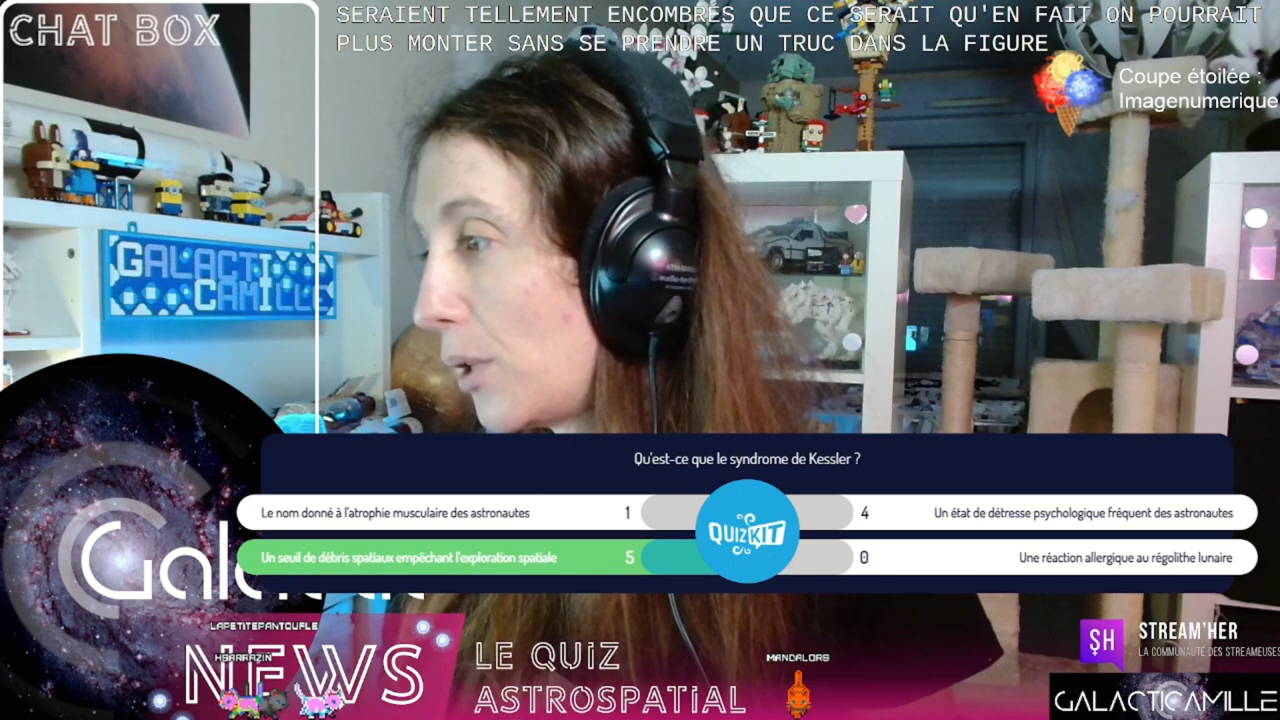 CHAT BOX
SERAIENT TELLEMENT ENCOMBRÉS QUE CE SERAIT QU'EN FAIT ON POURRAIT
PLUS MONTER SANS SE PRENDRE UN TRUC DANS LA FIGURE
Coupe étoilée :
Imagenumerique
GALACTI
CAMILLE
Qu'est-ce que le syndrome de Kessler ?
Le nom donné à l'atrophie musculaire des astronautes 1
4 Un état de détresse psychologique fréquent des astronautes
QUIZ KIT
Un seuil de débris spatiaux empêchant l'exploration spatiale 5
0 Une réaction allergique au régolithe lunaire
LAPETITEPANTOUFLE
NEWS
LE QUiZ
ASTROSPATiAL
MANDALORS
SH
STREAM'HER
LA COMMUNAUTÉ DES STREAMEUSES
GALACTICAMILLE